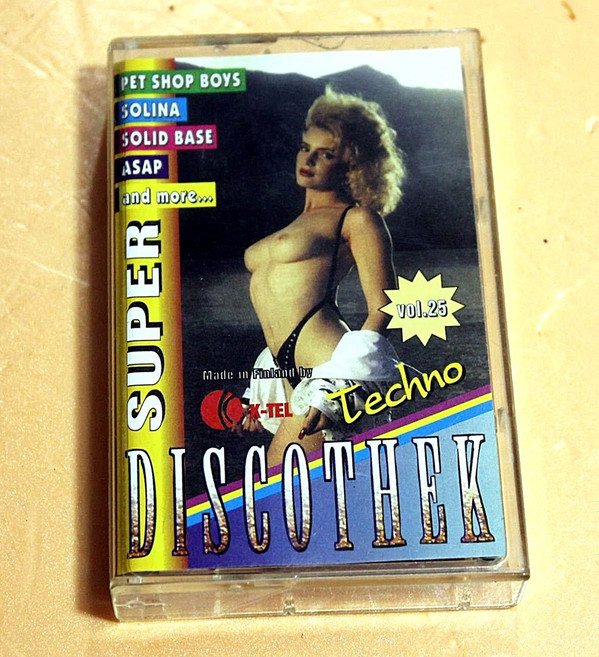 PET SHOP BOYS
SOLINA
SOLID BASE
ASAP
and more...
SUPER
vol.25
Made in Finland by
K-TEL
Techno
DISCOTHEK